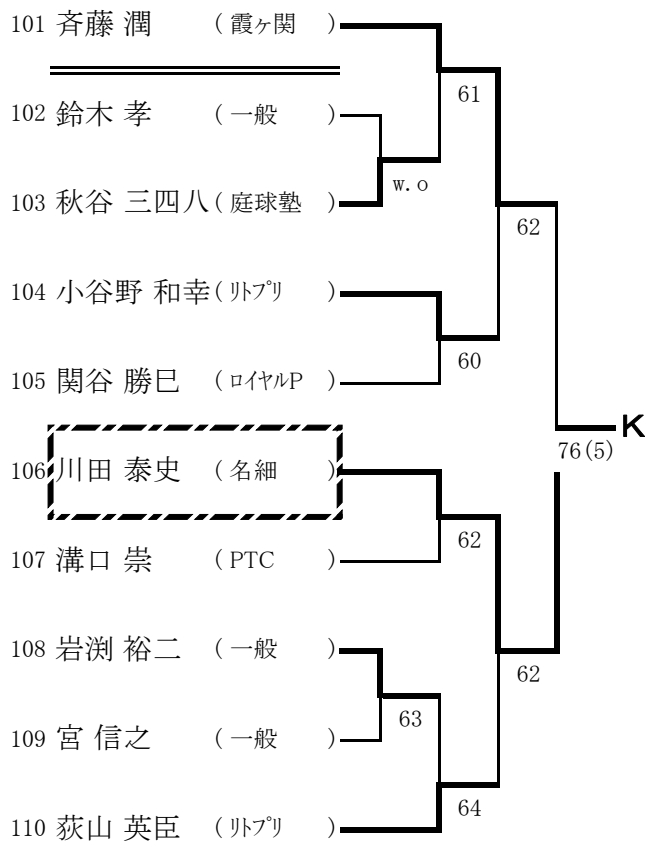 101 斉藤 潤 （霞ヶ関 ）
61
102 鈴木 孝 （一般 ）
w.o
103 秋谷 三四八（庭球塾 ）
62
104 小谷野 和幸（ﾘﾄﾌﾟﾘ ）
60
105 関谷 勝巳 （ﾛｲﾔﾙP ）
K
76(5)
106 川田 泰史 （名細 ）
62
107 溝口 崇 （PTC ）
108 岩渕 裕二 （一般 ）
62
63
109 宮 信之 （一般 ）
64
110 荻山 英臣 （ﾘﾄﾌﾟﾘ ）